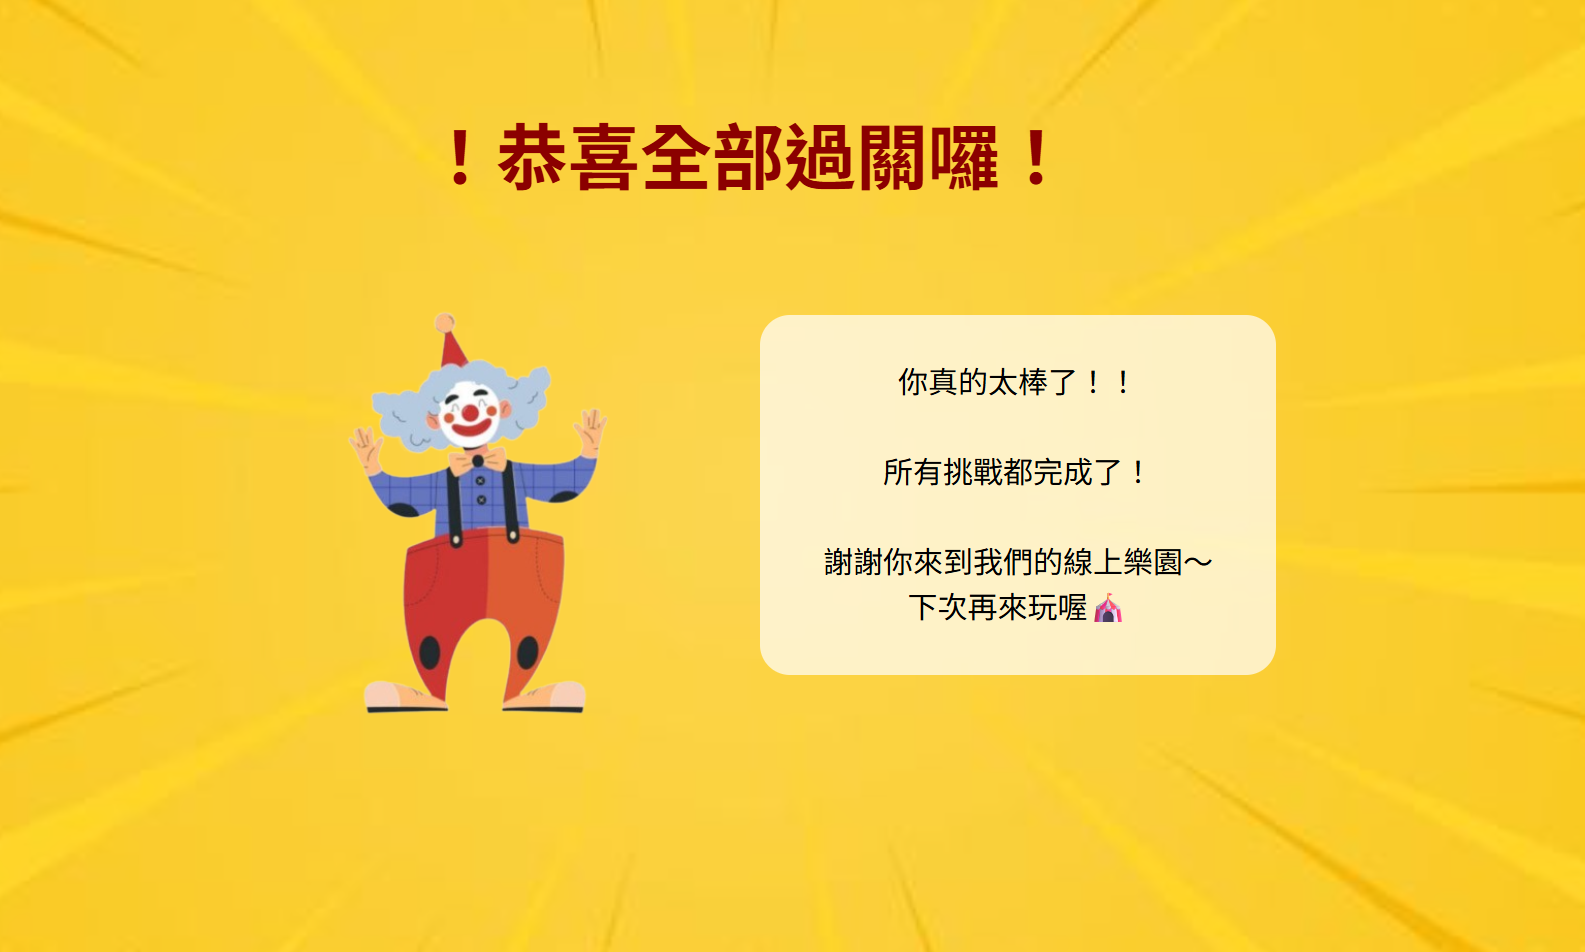 ！恭喜全部過關囉！
你真的太棒了！！
所有挑戰都完成了！
謝謝你來到我們的線上樂園～
下次再來玩喔🎪